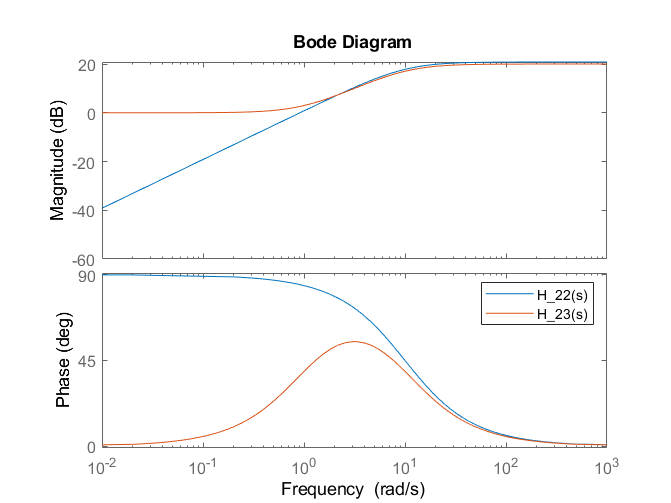 Bode Diagram
Magnitude (dB)
20
0
-20
-40
-60
Phase (deg)
90
45
0
H_22(s)
H_23(s)
10^-2
10^-1
10^0
10^1
10^2
10^3
Frequency (rad/s)